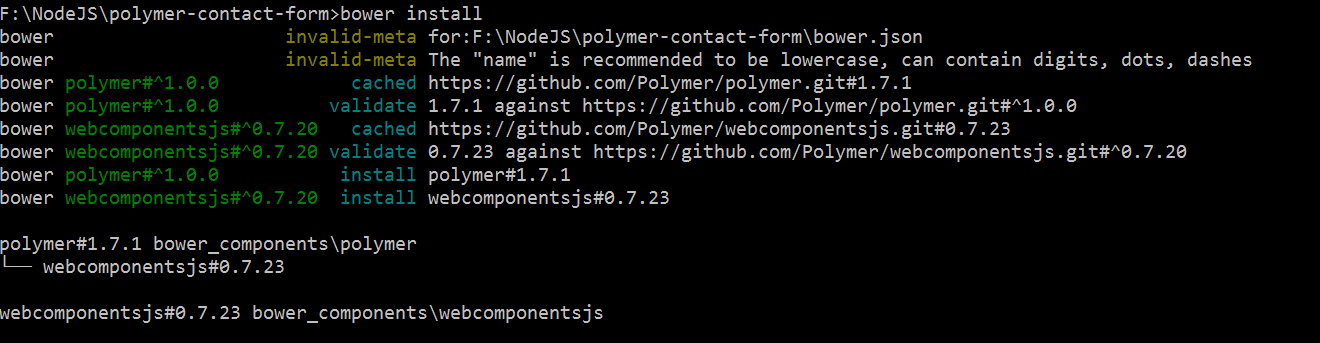 F:\NodeJS\polymer-contact-form>bower install
bower                          invalid-meta for:F:\NodeJS\polymer-contact-form\bower.json
bower                          invalid-meta The "name" is recommended to be lowercase, can contain digits, dots, dashes
bower polymer#^1.0.0                 cached https://github.com/Polymer/polymer.git#1.7.1
bower polymer#^1.0.0               validate 1.7.1 against https://github.com/Polymer/polymer.git#^1.0.0
bower webcomponentsjs#^0.7.20        cached https://github.com/Polymer/webcomponentsjs.git#0.7.23
bower webcomponentsjs#^0.7.20      validate 0.7.23 against https://github.com/Polymer/webcomponentsjs.git#^0.7.20
bower polymer#^1.0.0                install polymer#1.7.1
bower webcomponentsjs#^0.7.20       install webcomponentsjs#0.7.23
polymer#1.7.1 bower_components\polymer
└── webcomponentsjs#0.7.23
webcomponentsjs#0.7.23 bower_components\webcomponentsjs